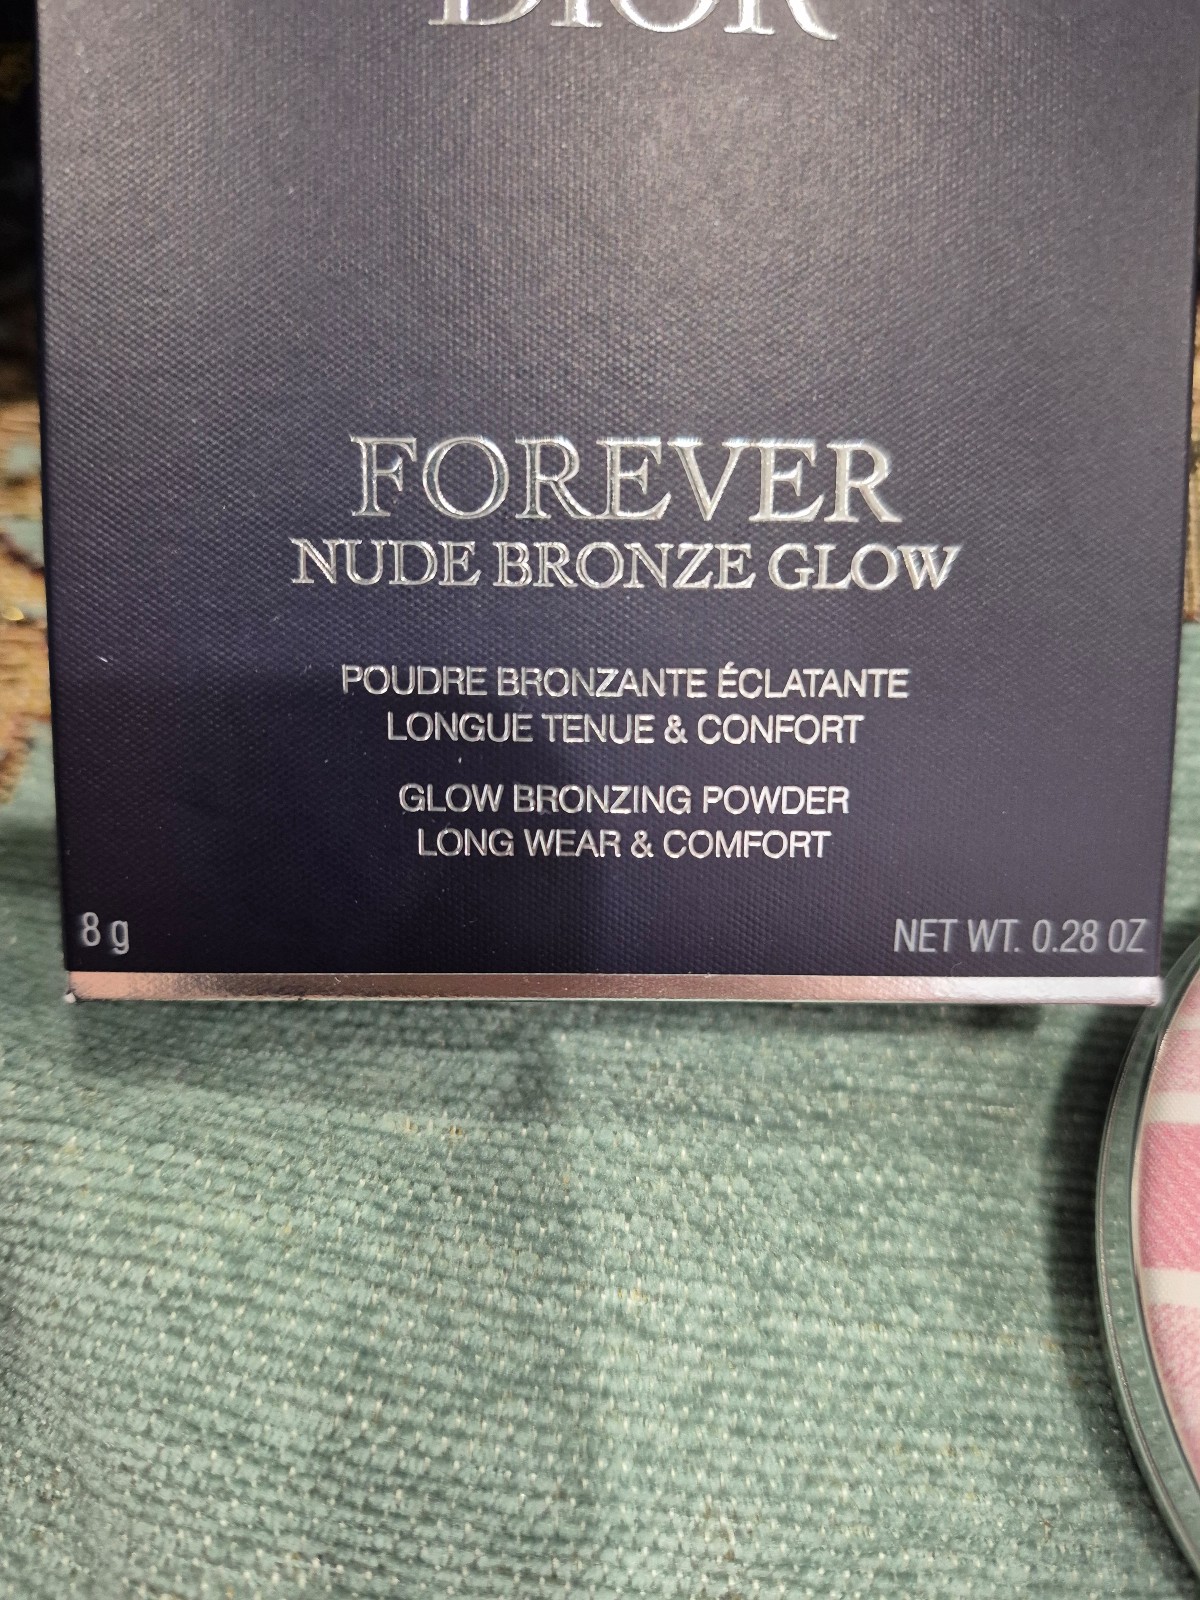 DIOR
FOREVER
NUDE BRONZE GLOW
POUDRE BRONZANTE ÉCLATANTE
LONGUE TENUE & CONFORT
GLOW BRONZING POWDER
LONG WEAR & COMFORT
8 g
NET WT. 0.28 OZ